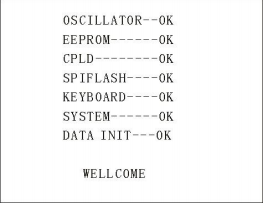 OSCILLATOR--OK
EEPROM------OK
CPLD--------OK
SPIFLASH----OK
KEYBOARD----OK
SYSTEM------OK
DATA INIT---OK
WELLCOME